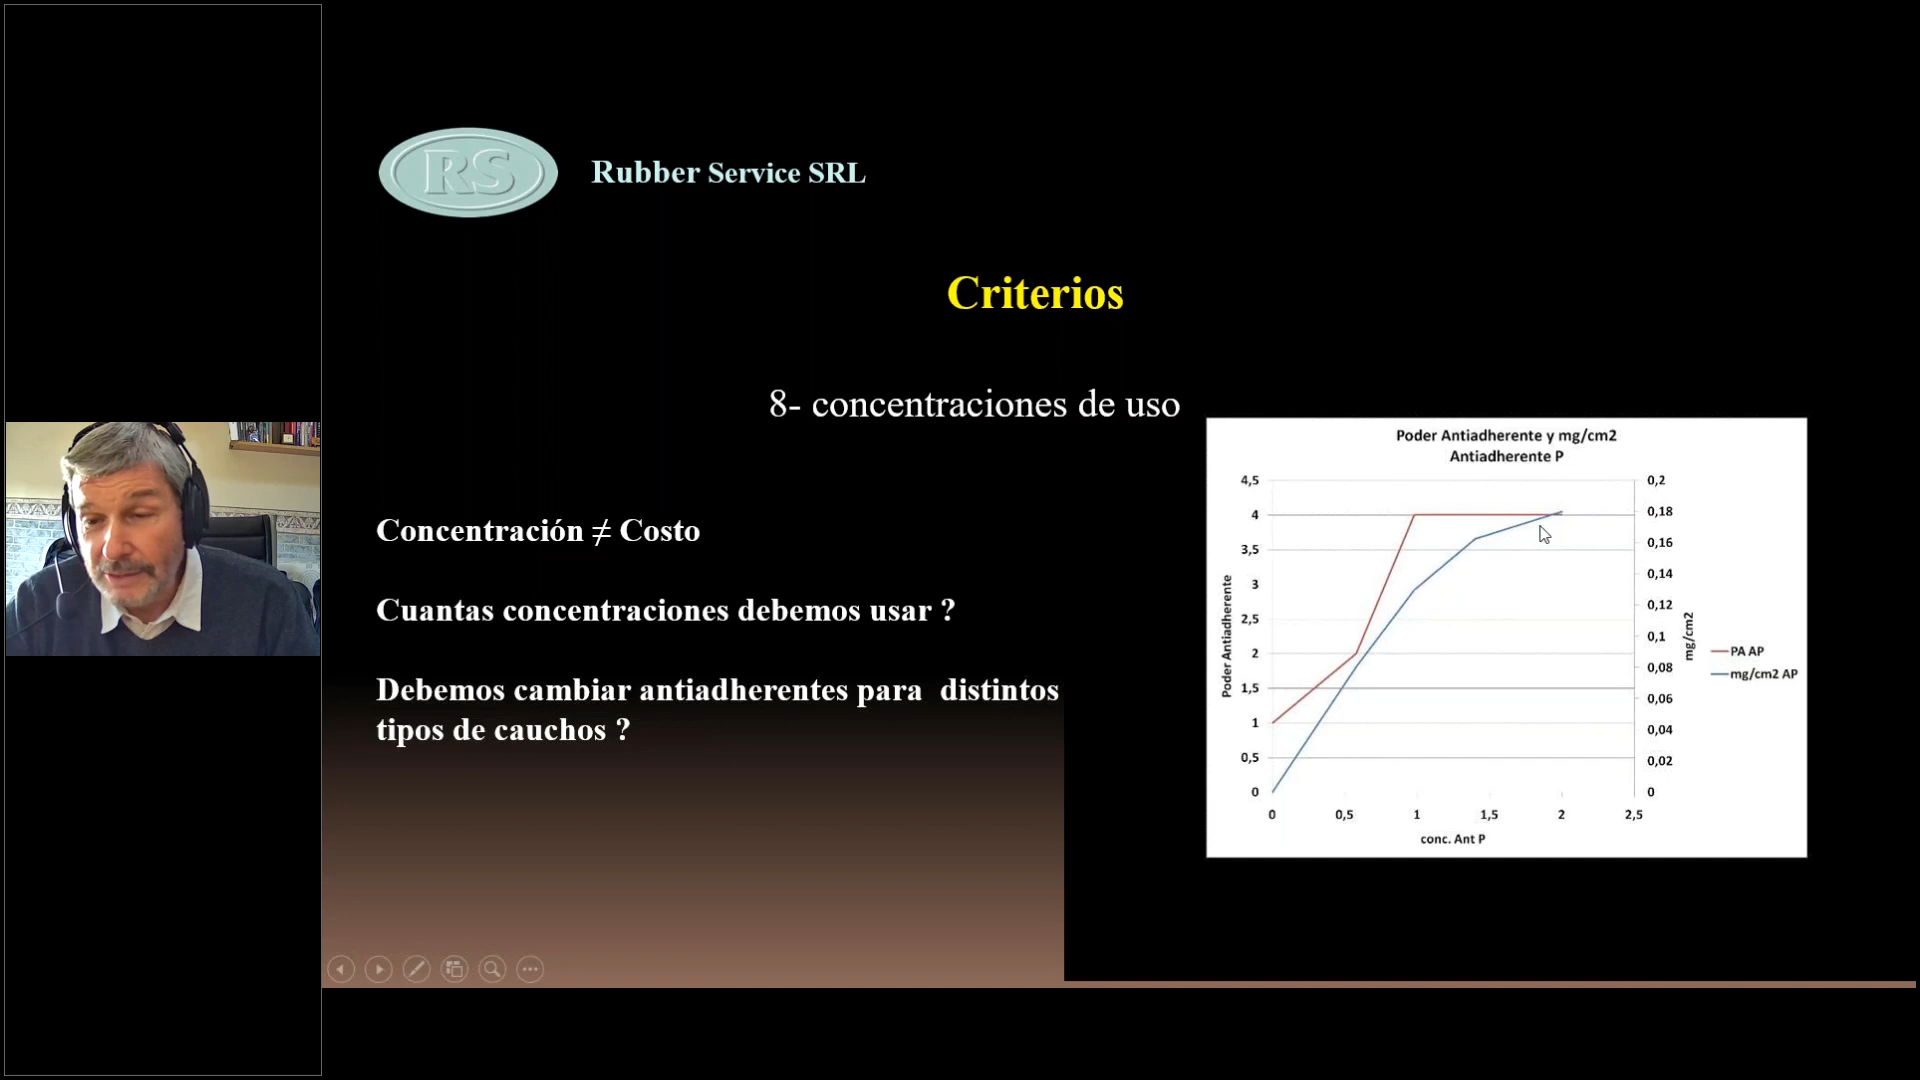 RS
Rubber Service SRL
Criterios
8- concentraciones de uso
Concentración ≠ Costo
Cuantas concentraciones debemos usar ?
Debemos cambiar antiadherentes para distintos
tipos de cauchos ?
Poder Antiadherente y mg/cm2
Antiadherente P
4,5
4
3,5
3
2,5
2
1,5
1
0,5
0
Poder Antiadherente
0,2
0,18
0,16
0,14
0,12
0,1
0,08
0,06
0,04
0,02
0
mg/cm2
PA AP
mg/cm2 AP
0 0,5 1 1,5 2 2,5
conc. Ant P